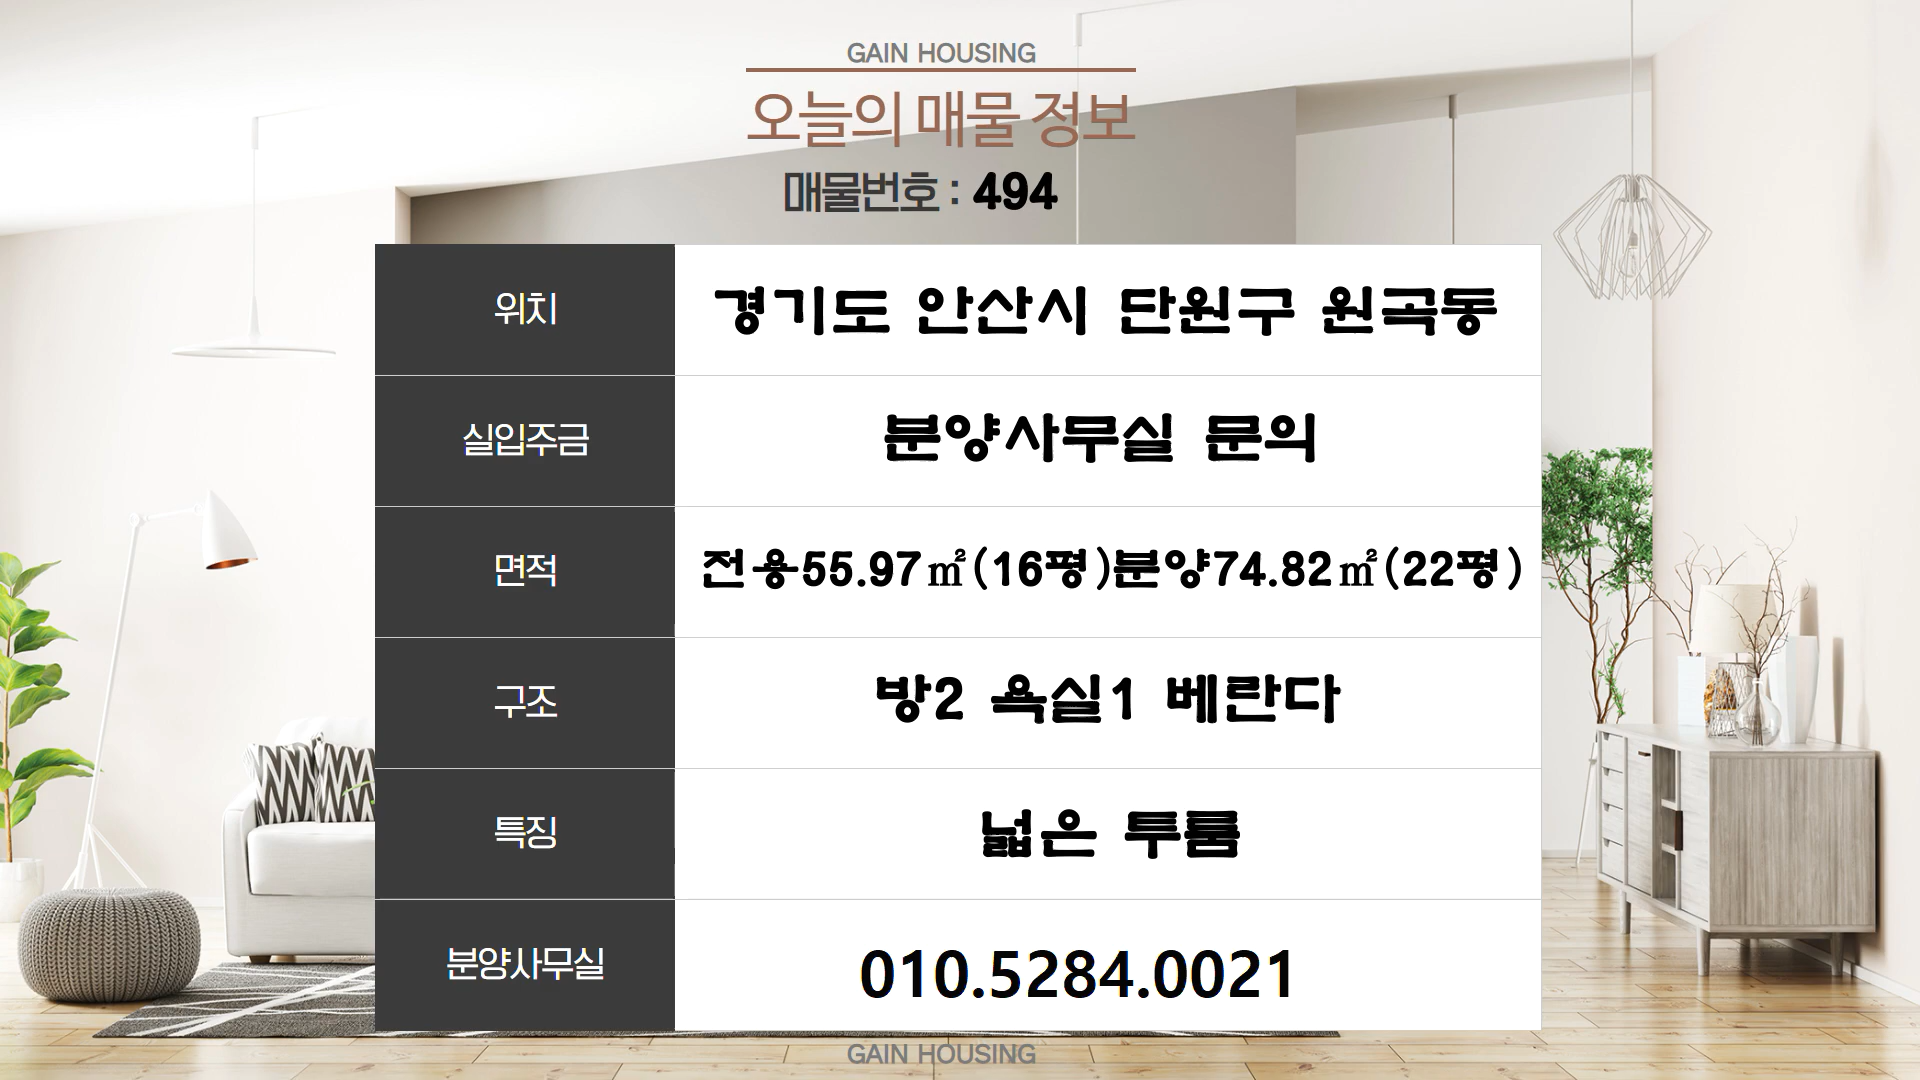 GAIN HOUSING
오늘의 매물 정보
매물번호 : 494
위치 경기도 안산시 단원구 원곡동
실입주금 분양사무실 문의
면적 전용55.97㎡(16평)분양74.82㎡(22평)
구조 방2 욕실1 베란다
특징 넓은 투룸
분양사무실 010.5284.0021
GAIN HOUSING